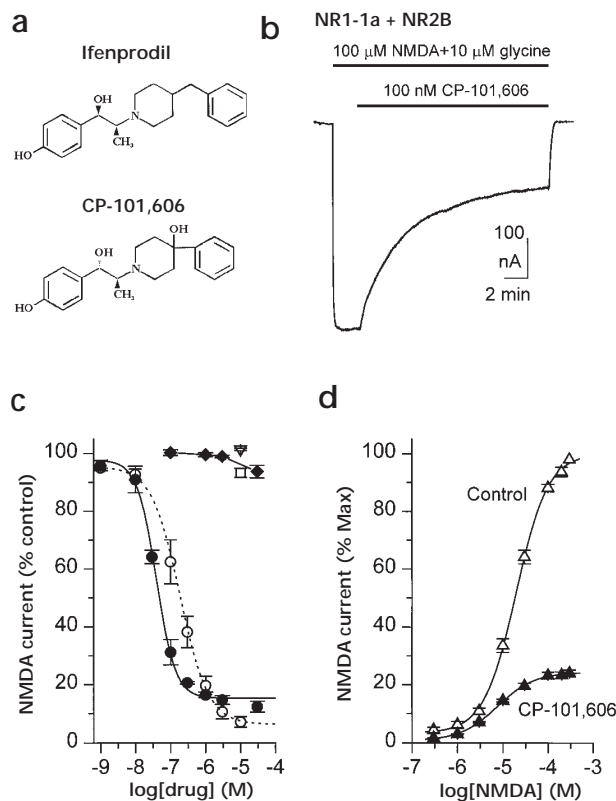 a
Ifenprodil
OH
N
CH₃
HO
CP-101,606
OH
OH
N
CH₃
HO
b
NR1-1a + NR2B
100 µM NMDA+10 µM glycine
100 nM CP-101,606
100
nA
2 min
c
NMDA current (% control)
100
80
60
40
20
0
-9 -8 -7 -6 -5 -4
log[drug] (M)
d
NMDA current (% Max)
100
80
60
40
20
0
Control
CP-101,606
-7 -6 -5 -4 -3
log[NMDA] (M)